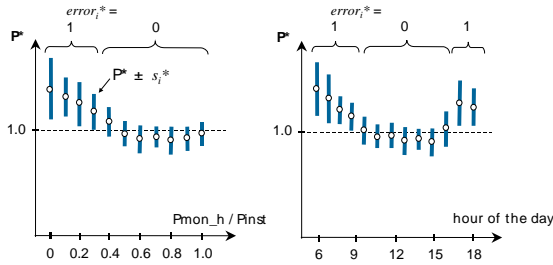 error_i* =
1 0
P*
P* ± s_i*
1.0
Pmon_h / Pinst
0 0.2 0.4 0.6 0.8 1.0
error_i* =
1 0 1
P*
1.0
hour of the day
6 9 12 15 18